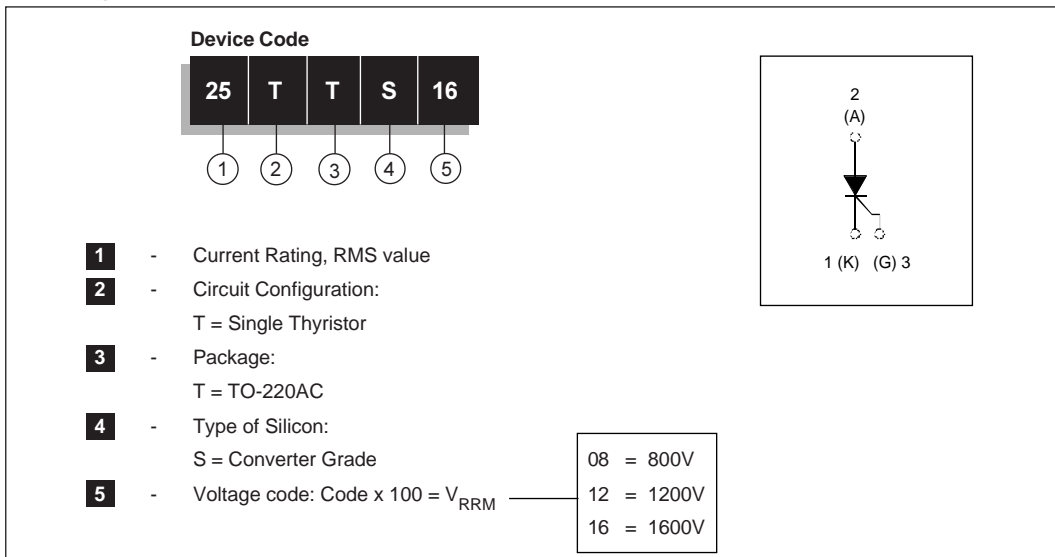 Device Code
25 T T S 16
1 2 3 4 5
1 - Current Rating, RMS value
2 - Circuit Configuration:
T = Single Thyristor
3 - Package:
T = TO-220AC
4 - Type of Silicon:
S = Converter Grade
5 - Voltage code: Code x 100 = VRRM
08 = 800V
12 = 1200V
16 = 1600V
2
(A)
1 (K) (G) 3